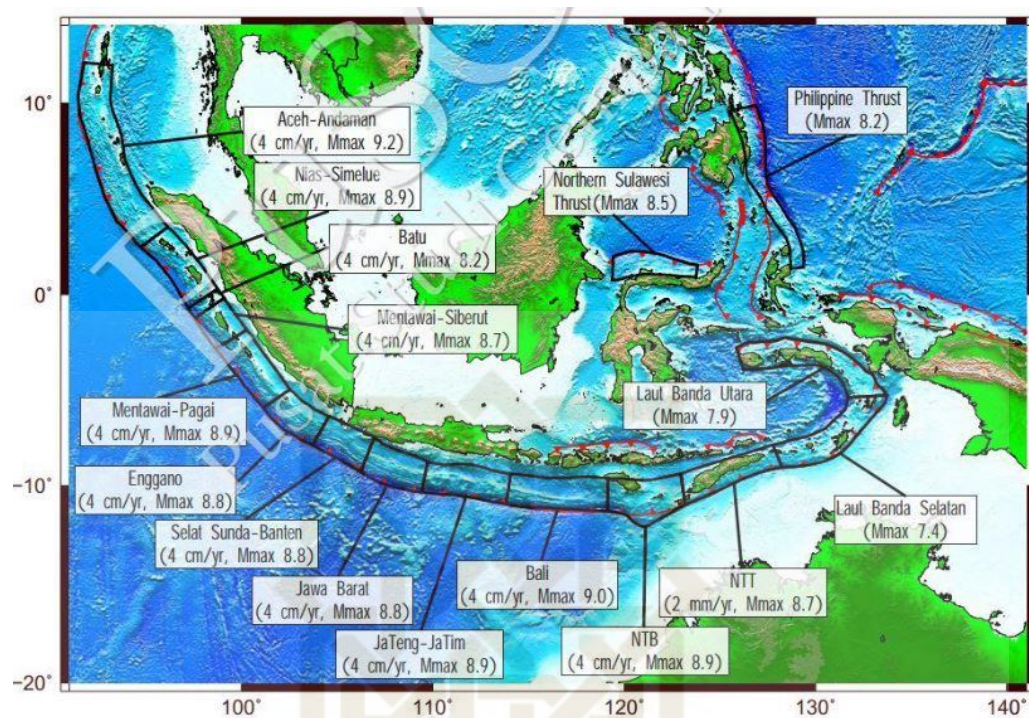 Aceh-Andaman
(4 cm/yr, Mmax 9.2)
Nias-Simelue
(4 cm/yr, Mmax 8.9)
Batu
(4 cm/yr, Mmax 8.2)
Mentawai-Siberut
(4 cm/yr, Mmax 8.7)
Philippine Thrust
(Mmax 8.2)
Northern Sulawesi
Thrust(Mmax 8.5)
Laut Banda Utara
(Mmax 7.9)
Mentawai-Pagai
(4 cm/yr, Mmax 8.9)
Enggano
(4 cm/yr, Mmax 8.8)
Selat Sunda-Banten
(4 cm/yr, Mmax 8.8)
Jawa Barat
(4 cm/yr, Mmax 8.8)
JaTeng-JaTim
(4 cm/yr, Mmax 8.9)
Bali
(4 cm/yr, Mmax 9.0)
NTB
(4 cm/yr, Mmax 8.9)
NTT
(2 mm/yr, Mmax 8.7)
Laut Banda Selatan
(Mmax 7.4)
10°
0°
-10°
-20°
100°
110°
120°
130°
140°
Pusat Studi